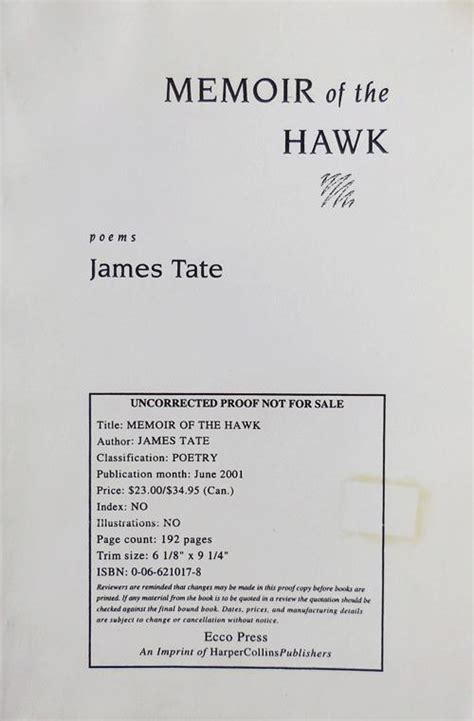 MEMOIR of the
HAWK
poems
James Tate
UNCORRECTED PROOF NOT FOR SALE
Title: MEMOIR OF THE HAWK
Author: JAMES TATE
Classification: POETRY
Publication month: June 2001
Price: $23.00/$34.95 (Can.)
Index: NO
Illustrations: NO
Page count: 192 pages
Trim size: 6 1/8" x 9 1/4"
ISBN: 0-06-621017-8
Reviewers are reminded that changes may be made in this proof copy before books are
printed. If any material from the book is to be quoted in a review the quotation should be
checked against the final bound book. Dates, prices, and manufacturing details
are subject to change or cancellation without notice.
Ecco Press
An Imprint of HarperCollinsPublishers